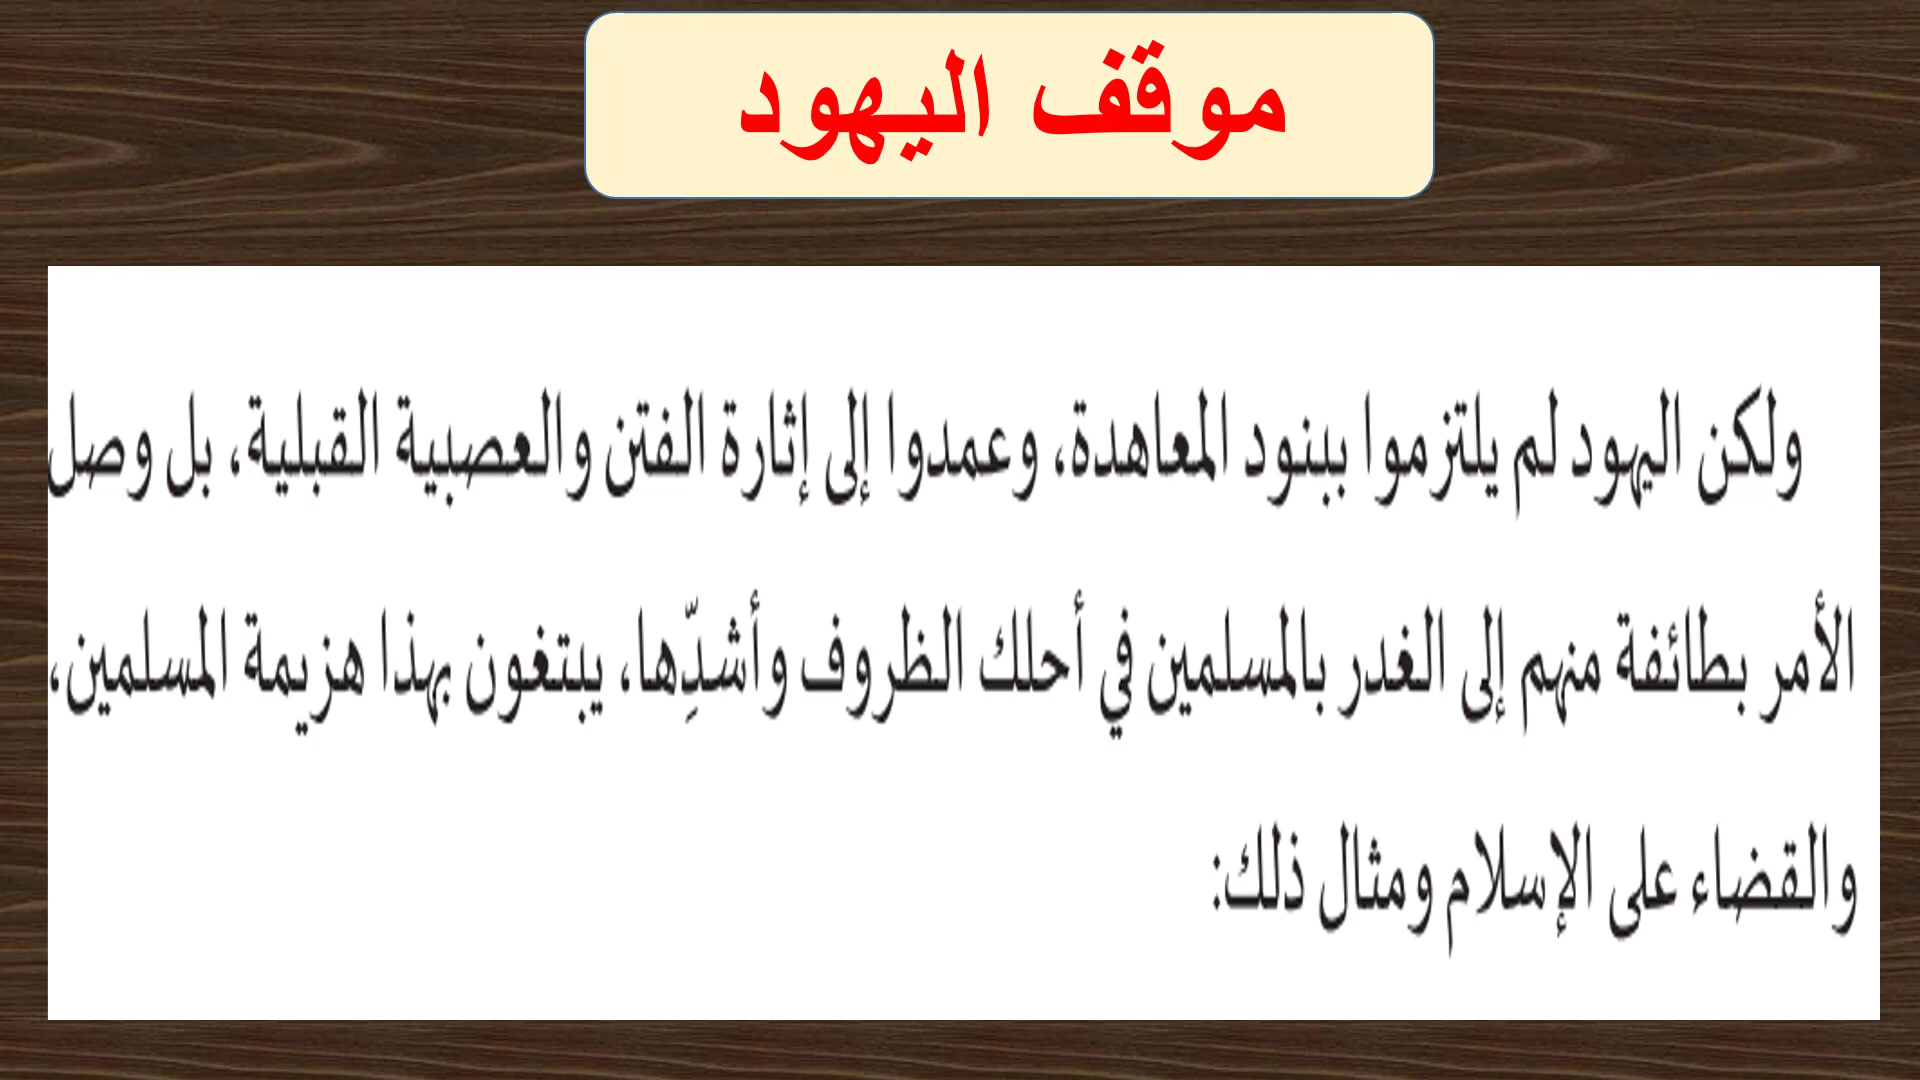 موقف اليهود
ولكن اليهود لم يلتزموا ببنود المعاهدة، وعمدوا إلى إثارة الفتن والعصبية القبلية، بل وصل
الأمر بطائفة منهم إلى الغدر بالمسلمين في أحلك الظروف وأشدِّها، يبتغون بهذا هزيمة المسلمين،
والقضاء على الإسلام ومثال ذلك: